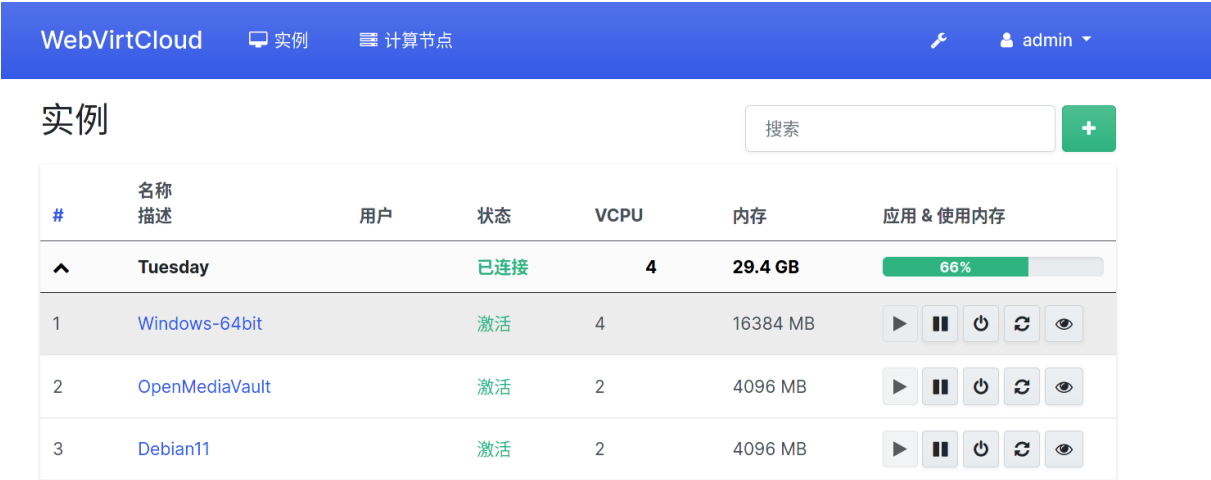 WebVirtCloud 实例 计算节点 admin
实例 搜索
名称
# 描述 用户 状态 VCPU 内存 应用 & 使用内存
Tuesday 已连接 4 29.4 GB 66%
1 Windows-64bit 激活 4 16384 MB
2 OpenMediaVault 激活 2 4096 MB
3 Debian11 激活 2 4096 MB